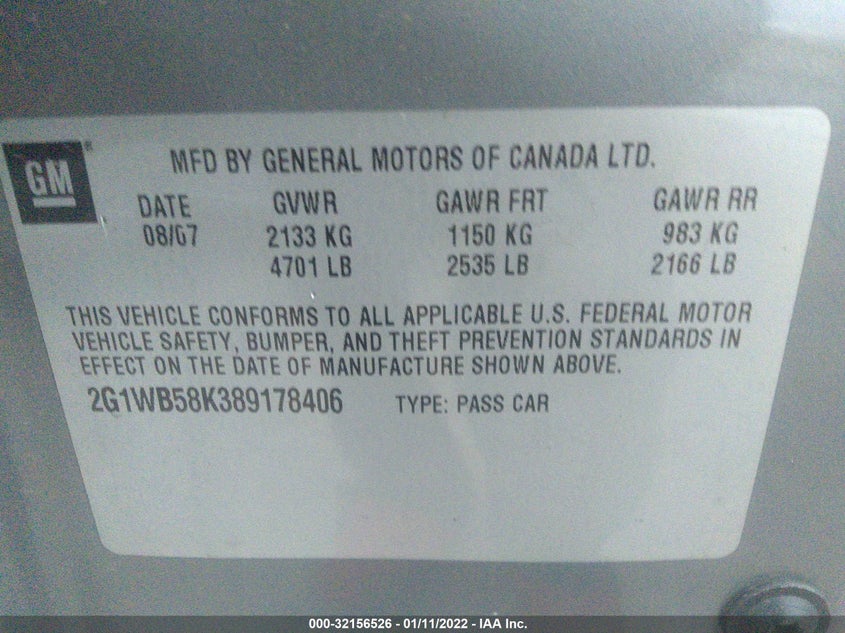 GM®
MFD BY GENERAL MOTORS OF CANADA LTD.
DATE GVWR GAWR FRT GAWR RR
08/07 2133 KG 1150 KG 983 KG
4701 LB 2535 LB 2166 LB
THIS VEHICLE CONFORMS TO ALL APPLICABLE U.S. FEDERAL MOTOR
VEHICLE SAFETY, BUMPER, AND THEFT PREVENTION STANDARDS IN
EFFECT ON THE DATE OF MANUFACTURE SHOWN ABOVE.
2G1WB58K389178406 TYPE: PASS CAR
000-32156526 - 01/11/2022 - IAA Inc.